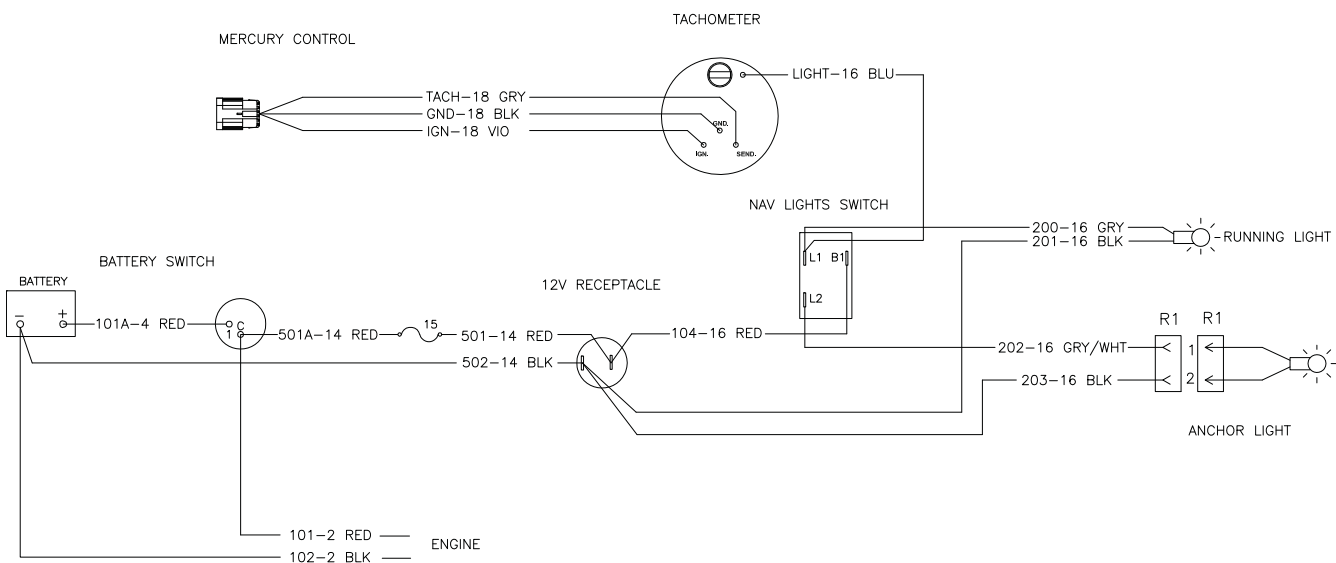 TACHOMETER
MERCURY CONTROL
LIGHT-16 BLU
TACH-18 GRY
GND-18 BLK
IGN-18 VIO
GND.
IGN.
SEND.
NAV LIGHTS SWITCH
200-16 GRY
201-16 BLK
RUNNING LIGHT
L1 B1
L2
BATTERY SWITCH
BATTERY
12V RECEPTACLE
- +
101A-4 RED
C
1
501A-14 RED
15
501-14 RED
104-16 RED
502-14 BLK
R1 R1
202-16 GRY/WHT
1
203-16 BLK
2
ANCHOR LIGHT
101-2 RED
102-2 BLK
ENGINE